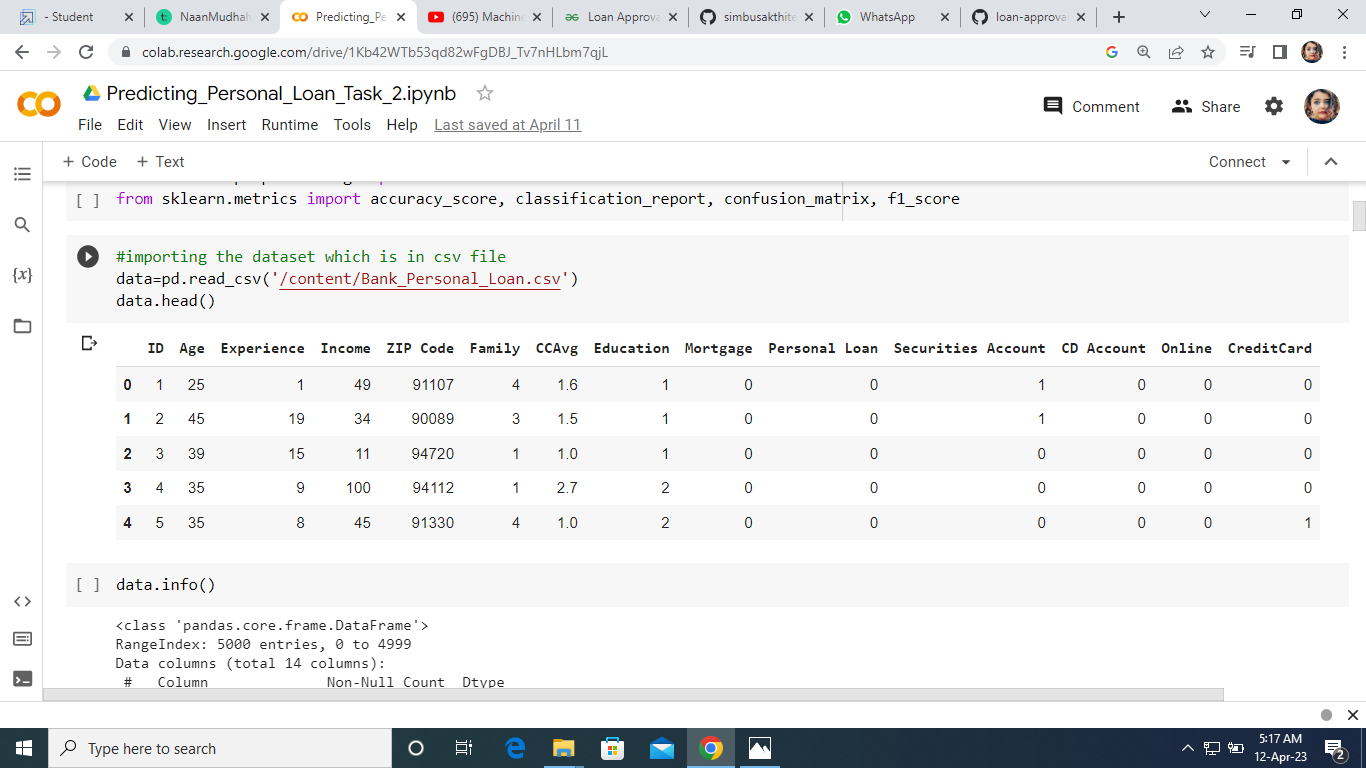 - Student
NaanMudhal
Predicting_Pe
(695) Machine
Loan Approva
simbusakthite
WhatsApp
loan-approval
colab.research.google.com/drive/1Kb42WTb53qd82wFgDBJ_Tv7nHLbm7qjL
Predicting_Personal_Loan_Task_2.ipynb
File Edit View Insert Runtime Tools Help Last saved at April 11
Comment Share
+ Code + Text
Connect
[ ] from sklearn.metrics import accuracy_score, classification_report, confusion_matrix, f1_score
#importing the dataset which is in csv file
data=pd.read_csv('/content/Bank_Personal_Loan.csv')
data.head()
ID Age Experience Income ZIP Code Family CCAvg Education Mortgage Personal Loan Securities Account CD Account Online CreditCard
0 1 25 1 49 91107 4 1.6 1 0 0 1 0 0 0
1 2 45 19 34 90089 3 1.5 1 0 0 1 0 0 0
2 3 39 15 11 94720 1 1.0 1 0 0 0 0 0 0
3 4 35 9 100 94112 1 2.7 2 0 0 0 0 0 0
4 5 35 8 45 91330 4 1.0 2 0 0 0 0 0 1
[ ] data.info()
<class 'pandas.core.frame.DataFrame'>
RangeIndex: 5000 entries, 0 to 4999
Data columns (total 14 columns):
# Column Non-Null Count Dtype
Type here to search
5:17 AM
12-Apr-23
2